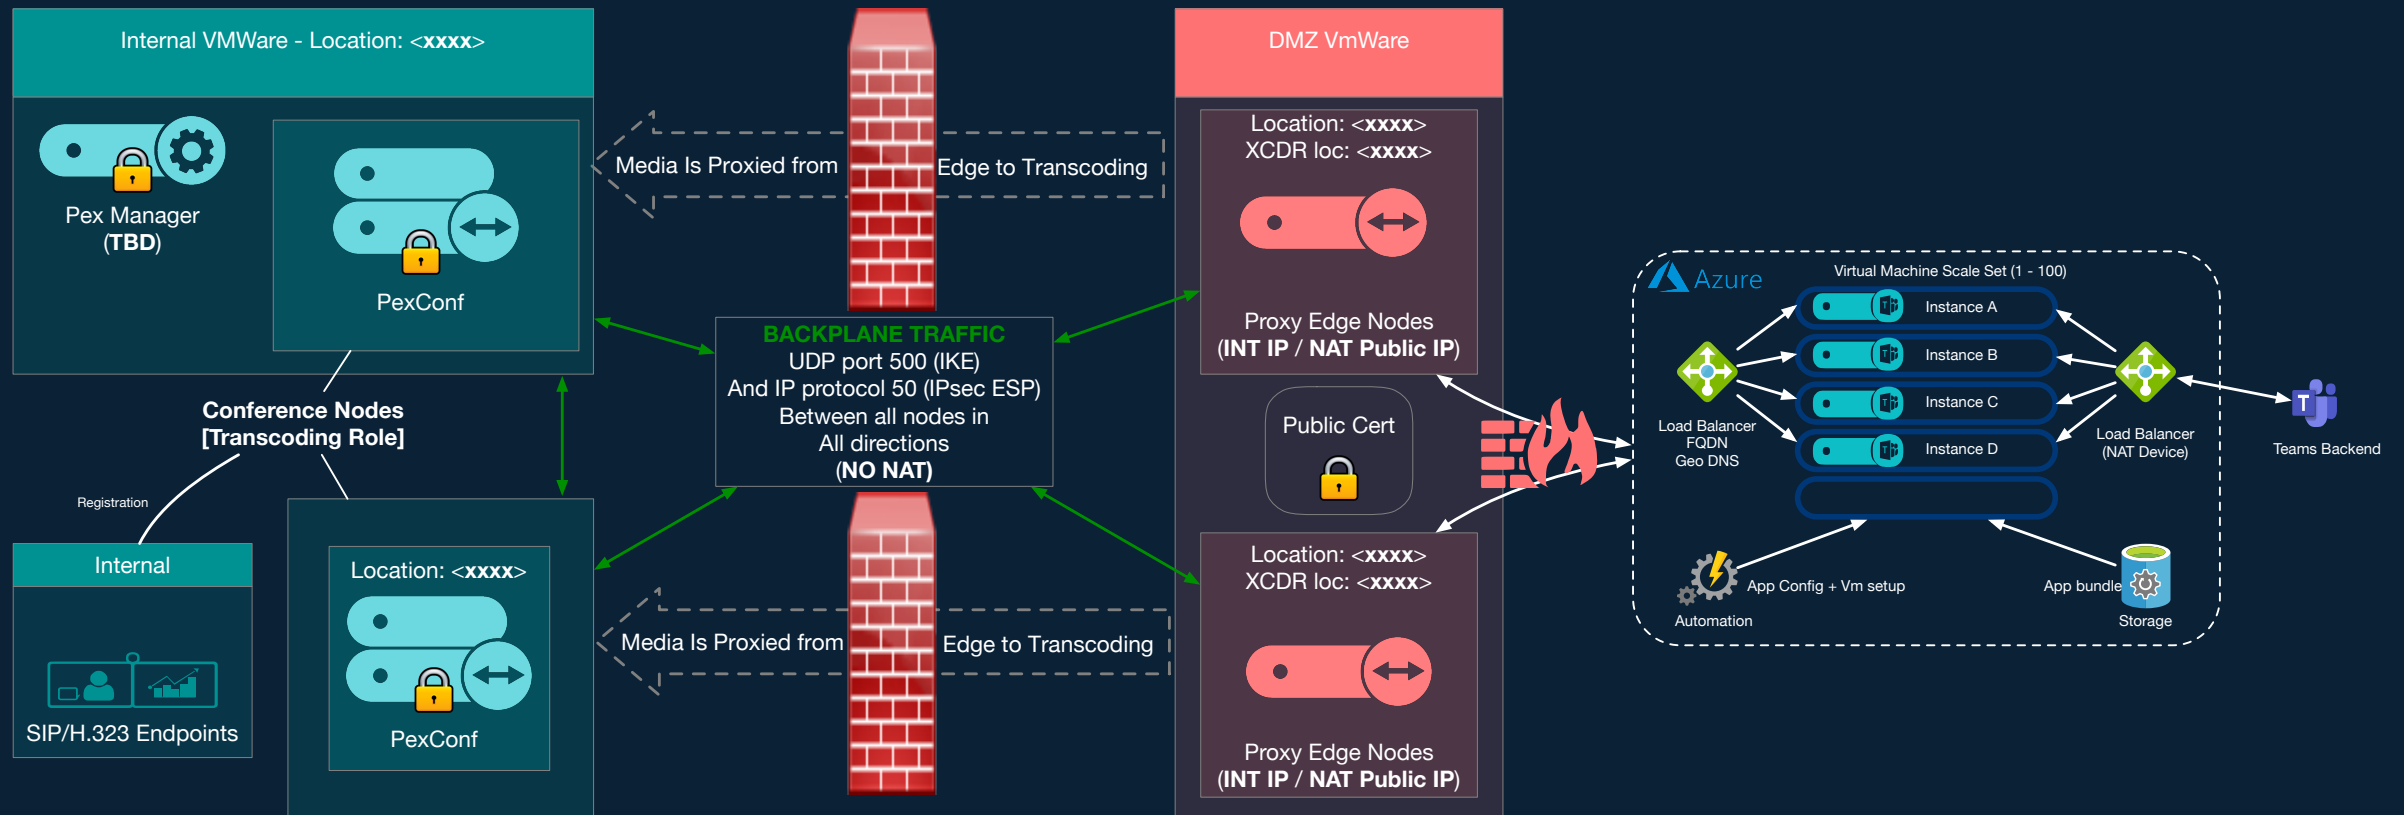 Internal VMWare - Location: <xxxx>
Pex Manager
(TBD)
PexConf
Conference Nodes
[Transcoding Role]
Registration
Internal
SIP/H.323 Endpoints
Location: <xxxx>
PexConf
Media Is Proxied from
Edge to Transcoding
BACKPLANE TRAFFIC
UDP port 500 (IKE)
And IP protocol 50 (IPsec ESP)
Between all nodes in
All directions
(NO NAT)
Media Is Proxied from
Edge to Transcoding
DMZ VmWare
Location: <xxxx>
XCDR loc: <xxxx>
Proxy Edge Nodes
(INT IP / NAT Public IP)
Public Cert
Location: <xxxx>
XCDR loc: <xxxx>
Proxy Edge Nodes
(INT IP / NAT Public IP)
Azure
Virtual Machine Scale Set (1 - 100)
Instance A
Instance B
Instance C
Instance D
Load Balancer
FQDN
Geo DNS
Load Balancer
(NAT Device)
T
Teams Backend
App Config + Vm setup
Automation
App bundle
Storage